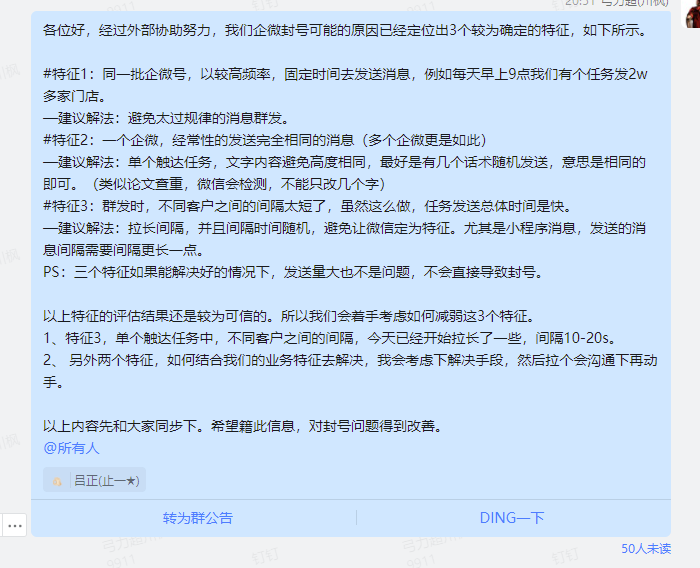 20:51 弓力超(川枫)
各位好，经过外部协助努力，我们企微封号可能的原因已经定位出3个较为确定的特征，如下所示。
#特征1：同一批企微号，以较高频率，固定时间去发送消息，例如每天早上9点我们有个任务发2w
多家门店。
—建议解法：避免太过规律的消息群发。
#特征2：一个企微，经常性的发送完全相同的消息（多个企微更是如此）
—建议解法：单个触达任务，文字内容避免高度相同，最好是有几个话术随机发送，意思是相同的
即可。（类似论文查重，微信会检测，不能只改几个字）
#特征3：群发时，不同客户之间的间隔太短了，虽然这么做，任务发送总体时间是快。
—建议解法：拉长间隔，并且间隔时间随机，避免让微信定为特征。尤其是小程序消息，发送的消
息间隔需要间隔更长一点。
PS：三个特征如果能解决好的情况下，发送量大也不是问题，不会直接导致封号。
以上特征的评估结果还是较为可信的。所以我们会着手考虑如何减弱这3个特征。
1、特征3，单个触达任务中，不同客户之间的间隔，今天已经开始拉长了一些，间隔10-20s。
2、 另外两个特征，如何结合我们的业务特征去解决，我会考虑下解决手段，然后拉个会沟通下再动
手。
以上内容先和大家同步下。希望籍此信息，对封号问题得到改善。
@所有人
吕正(止一★)
转为群公告 DING一下
50人未读